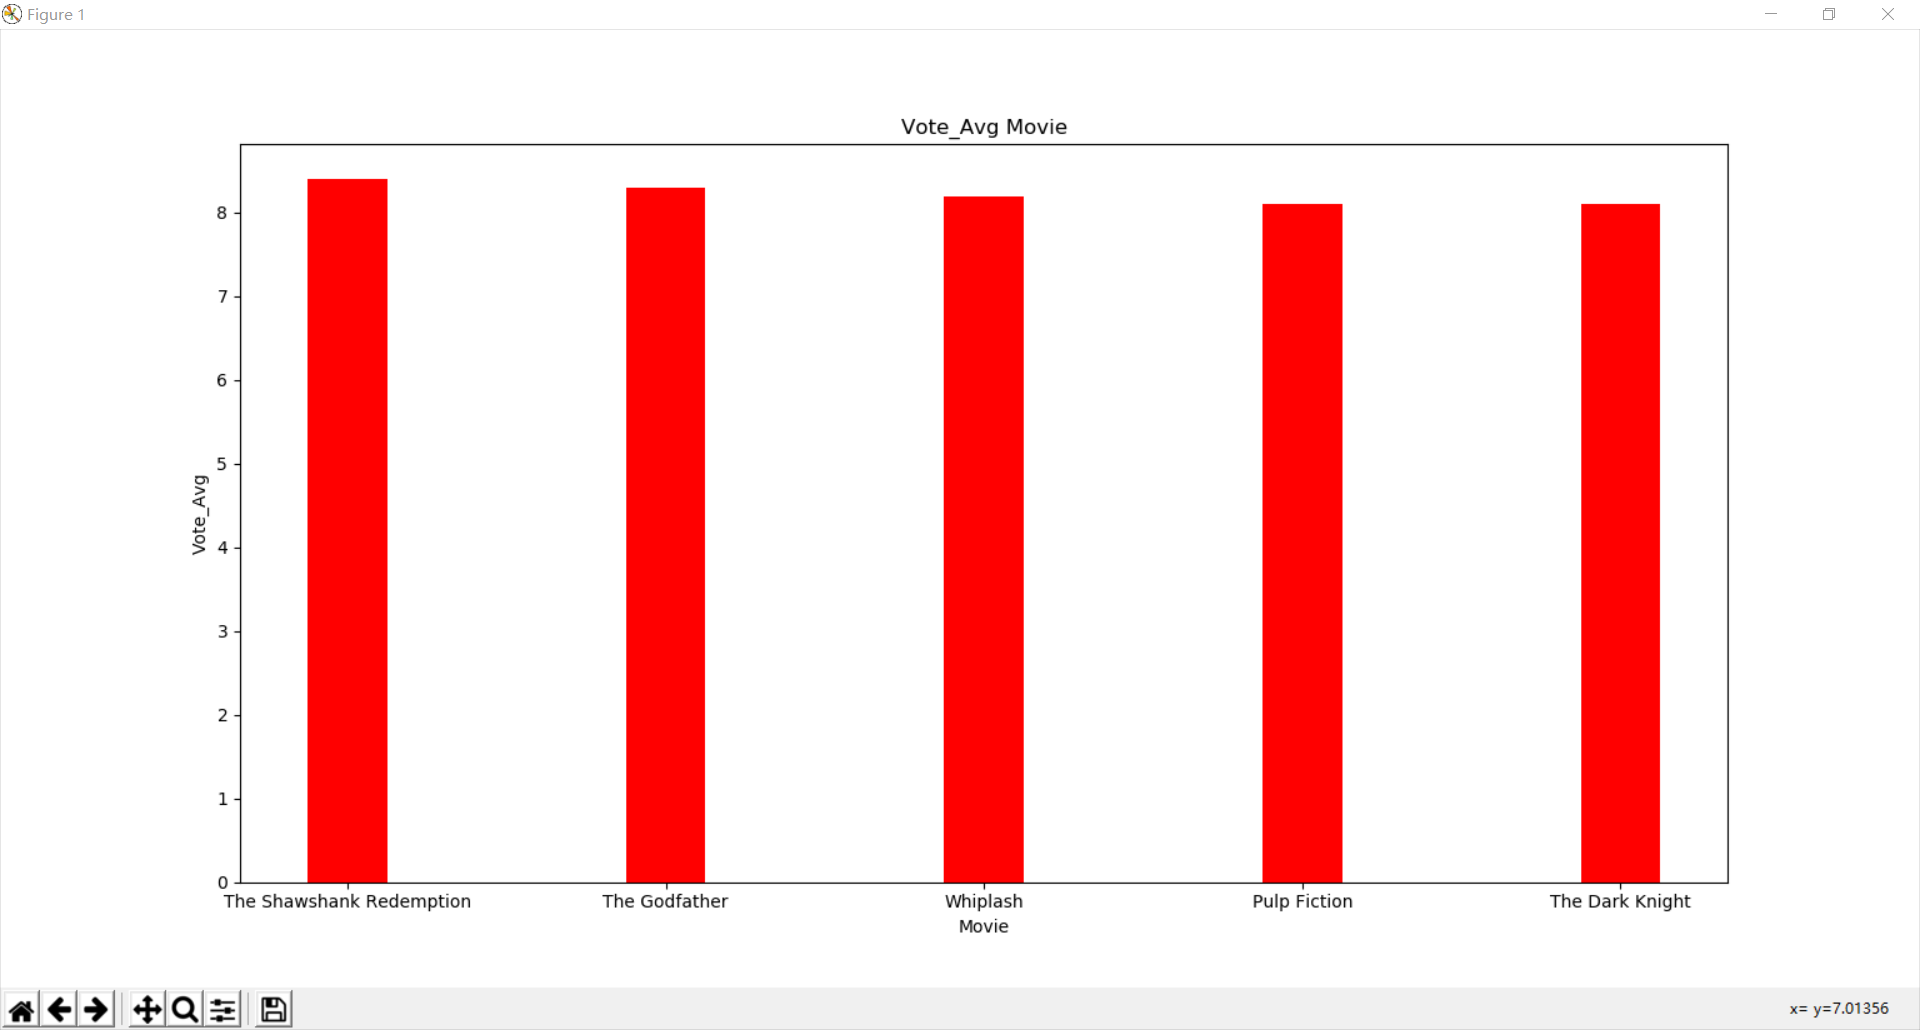 Figure 1
Vote_Avg Movie
8
7
6
5
4
3
2
1
0
Vote_Avg
The Shawshank Redemption The Godfather Whiplash Pulp Fiction The Dark Knight
Movie
x= y=7.01356